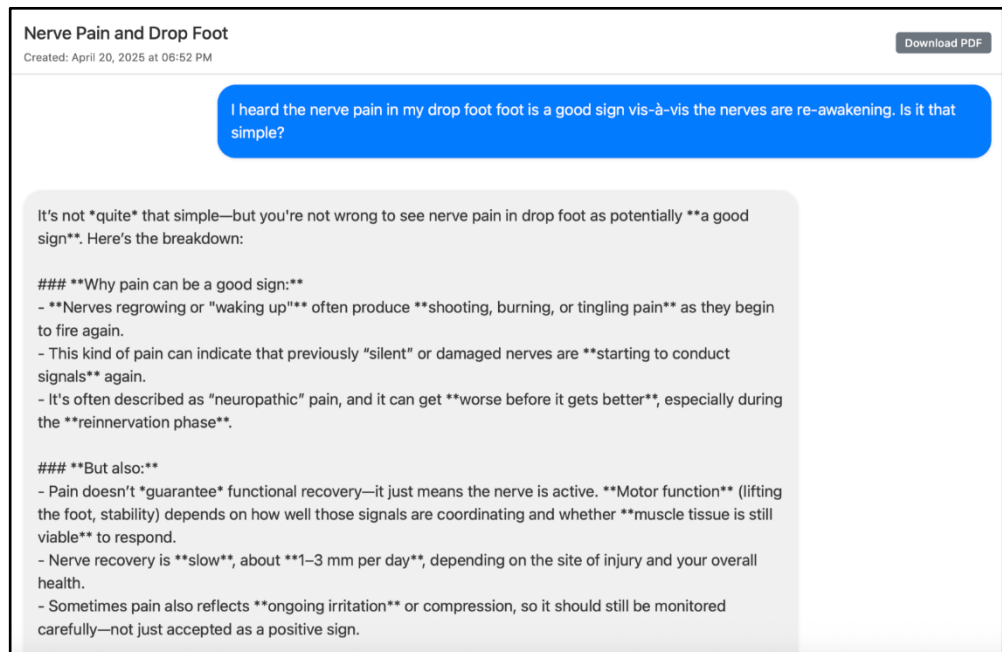 Nerve Pain and Drop Foot
Created: April 20, 2025 at 06:52 PM
Download PDF
I heard the nerve pain in my drop foot foot is a good sign vis-à-vis the nerves are re-awakening. Is it that
simple?
It's not *quite* that simple—but you're not wrong to see nerve pain in drop foot as potentially **a good
sign**. Here's the breakdown:
### **Why pain can be a good sign:**
- **Nerves regrowing or "waking up"** often produce **shooting, burning, or tingling pain** as they begin
to fire again.
- This kind of pain can indicate that previously “silent” or damaged nerves are **starting to conduct
signals** again.
- It's often described as “neuropathic” pain, and it can get **worse before it gets better**, especially during
the **reinnervation phase**.
### **But also:**
- Pain doesn’t *guarantee* functional recovery—it just means the nerve is active. **Motor function** (lifting
the foot, stability) depends on how well those signals are coordinating and whether **muscle tissue is still
viable** to respond.
- Nerve recovery is **slow**, about **1–3 mm per day**, depending on the site of injury and your overall
health.
- Sometimes pain also reflects **ongoing irritation** or compression, so it should still be monitored
carefully—not just accepted as a positive sign.